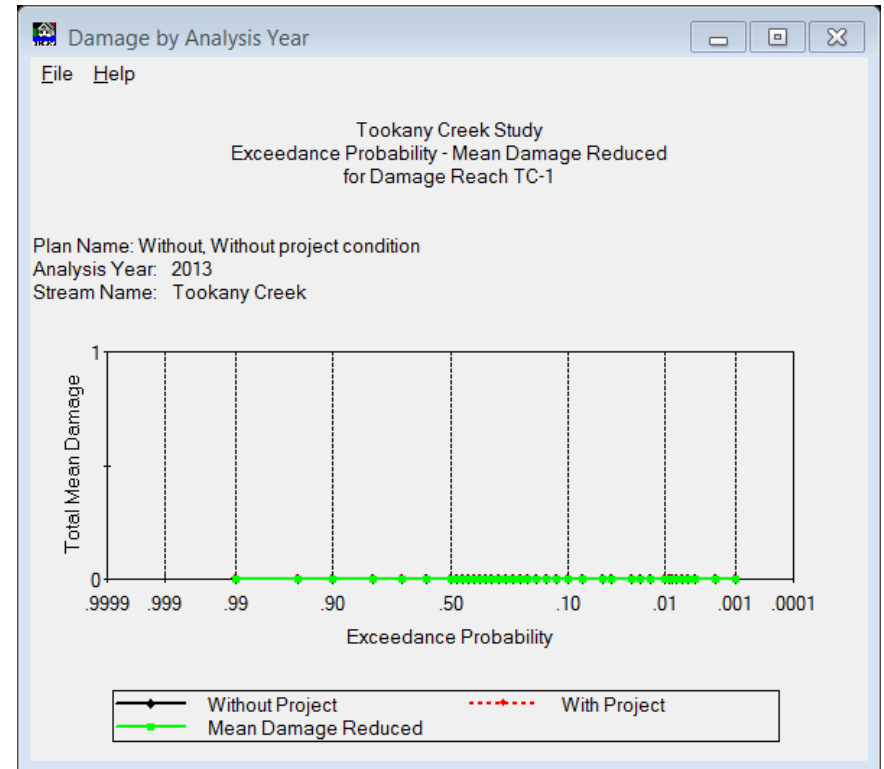 Damage by Analysis Year
File Help
Tookany Creek Study
Exceedance Probability - Mean Damage Reduced
for Damage Reach TC-1
Plan Name: Without, Without project condition
Analysis Year: 2013
Stream Name: Tookany Creek
1
Total Mean Damage
0
.9999 .999 .99 .90 .50 .10 .01 .001 .0001
Exceedance Probability
Without Project With Project
Mean Damage Reduced